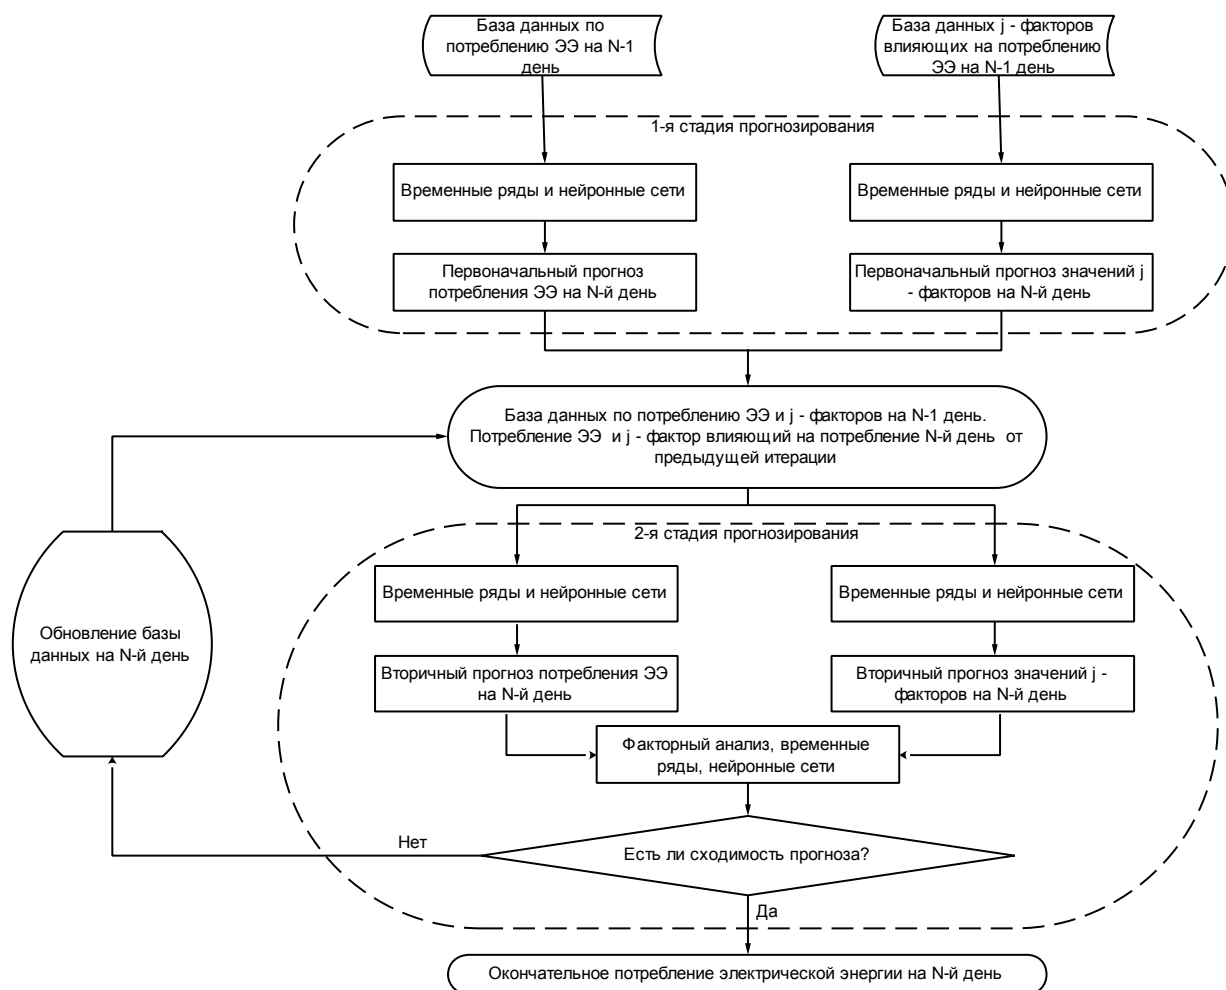 База данных по
потреблению ЭЭ на N-1
день
База данных j - факторов
влияющих на потреблению
ЭЭ на N-1 день
1-я стадия прогнозирования
Временные ряды и нейронные сети
Временные ряды и нейронные сети
Первоначальный прогноз
потребления ЭЭ на N-й день
Первоначальный прогноз значений j
- факторов на N-й день
База данных по потреблению ЭЭ и j - факторов на N-1 день.
Потребление ЭЭ и j - фактор влияющий на потребление N-й день от
предыдущей итерации
2-я стадия прогнозирования
Временные ряды и нейронные сети
Временные ряды и нейронные сети
Обновление базы
данных на N-й день
Вторичный прогноз потребления ЭЭ
на N-й день
Вторичный прогноз значений j -
факторов на N-й день
Факторный анализ, временные
ряды, нейронные сети
Нет
Есть ли сходимость прогноза?
Да
Окончательное потребление электрической энергии на N-й день